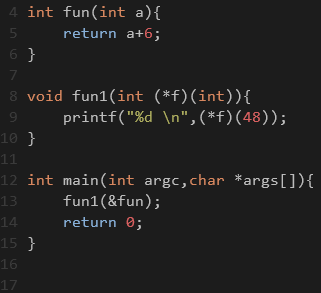 4 int fun(int a){
5     return a+6;
6 }
7
8 void fun1(int (*f)(int)){
9     printf("%d \n",(*f)(48));
10 }
11
12 int main(int argc,char *args[]){
13     fun1(&fun);
14     return 0;
15 }
16
17